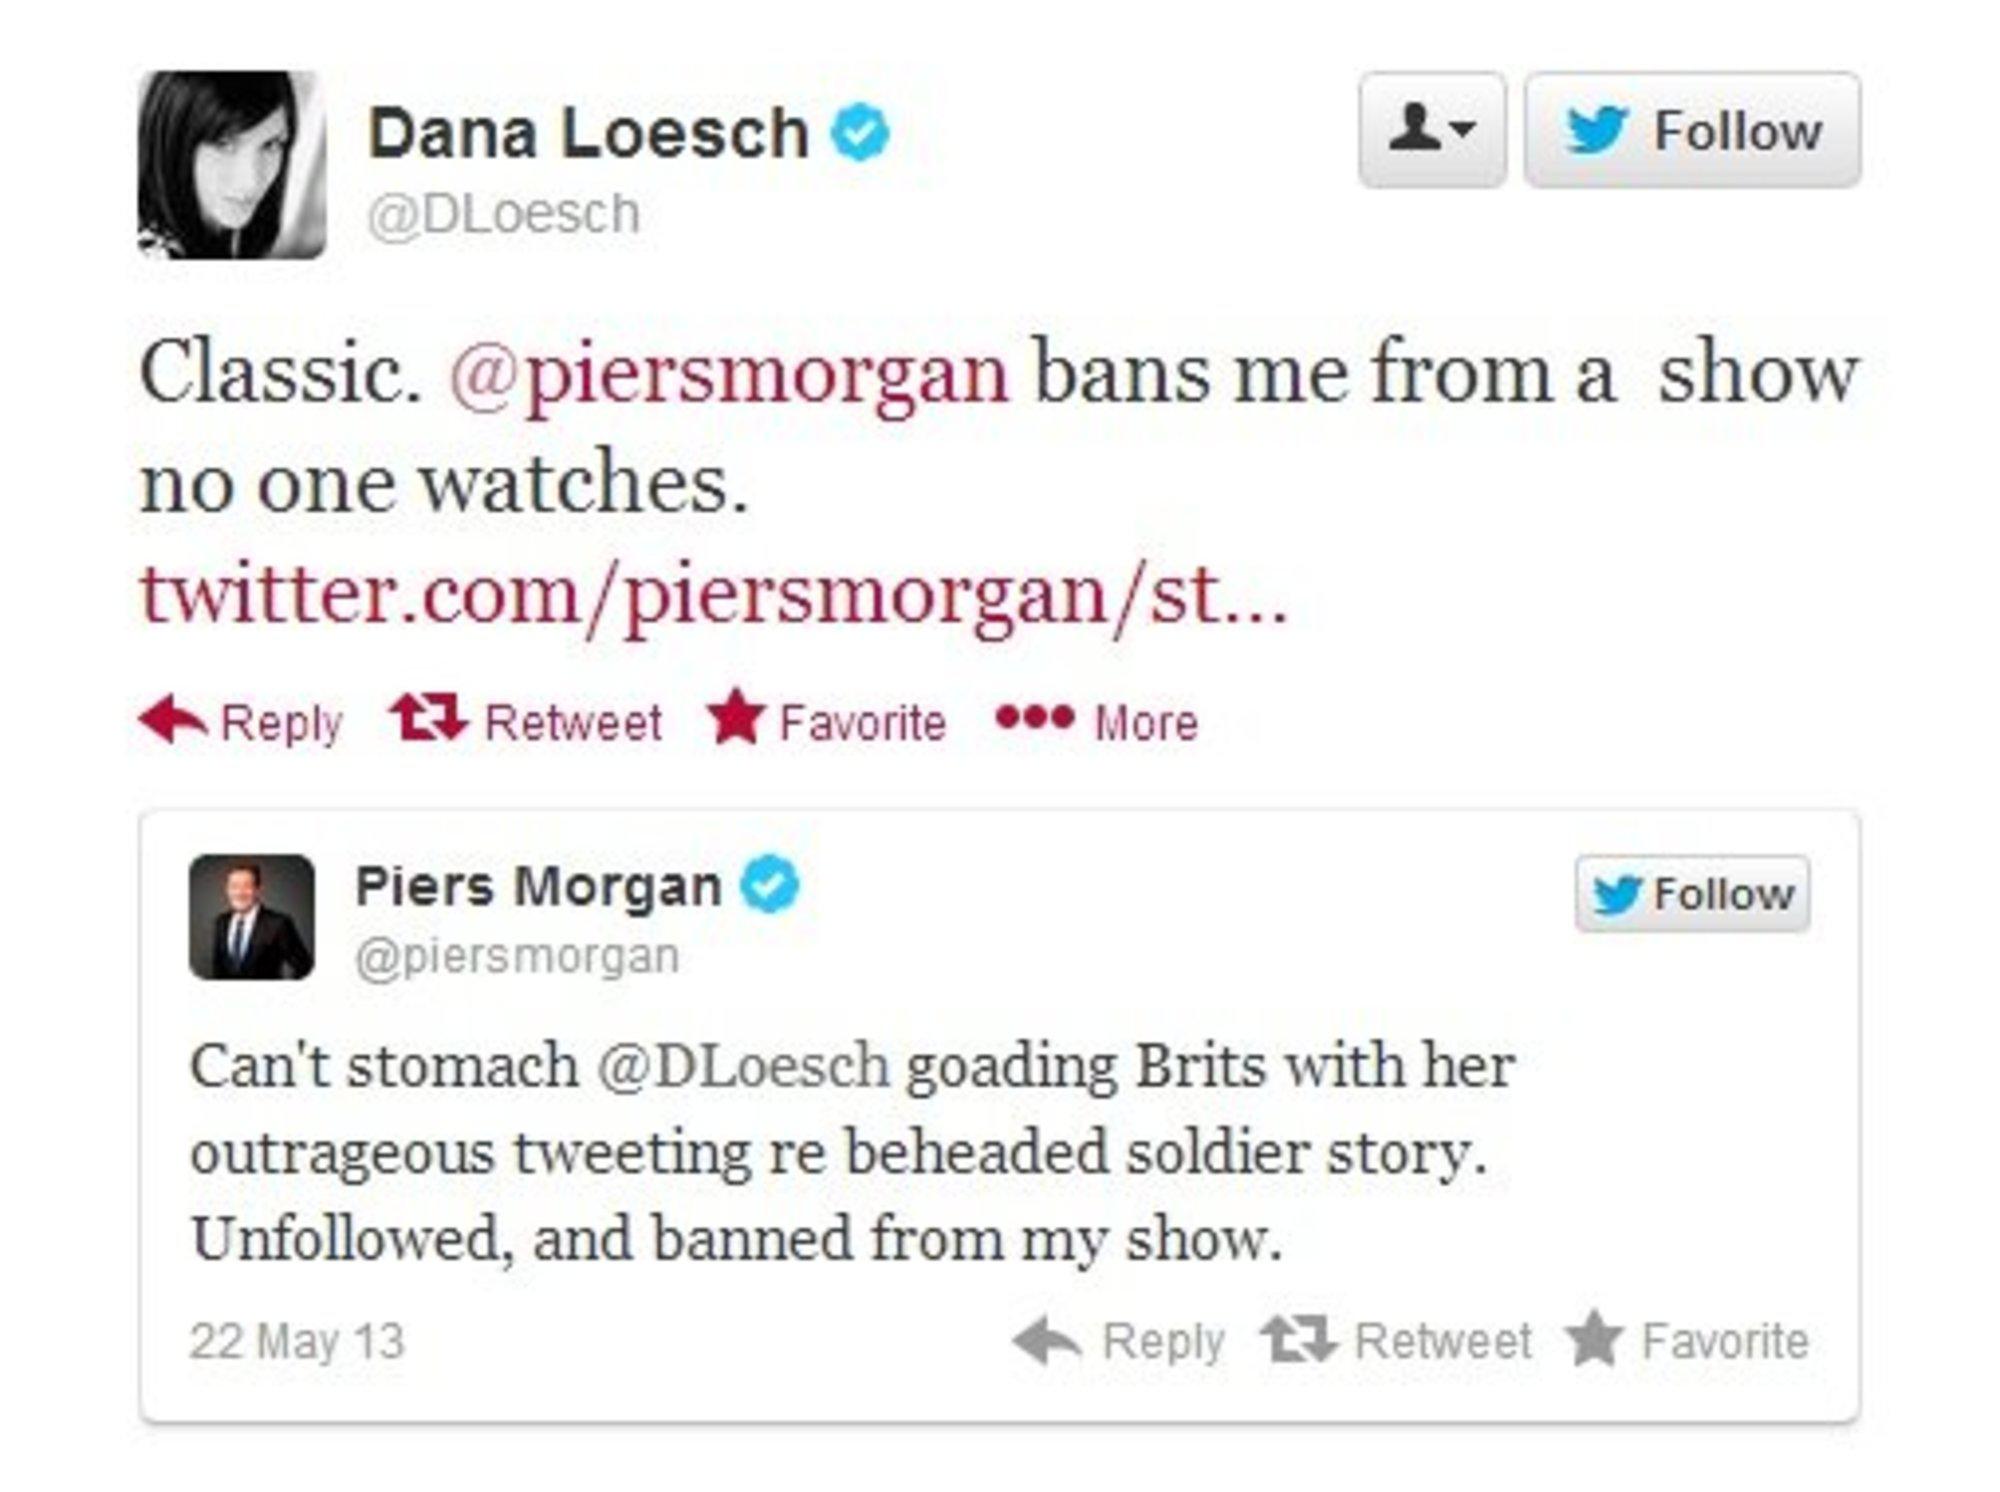 Dana Loesch
@DLoesch
Follow
Classic. @piersmorgan bans me from a show
no one watches.
twitter.com/piersmorgan/st...
Reply Retweet Favorite More
Piers Morgan
@piersmorgan
Follow
Can't stomach @DLoesch goading Brits with her
outrageous tweeting re beheaded soldier story.
Unfollowed, and banned from my show.
22 May 13 Reply Retweet Favorite